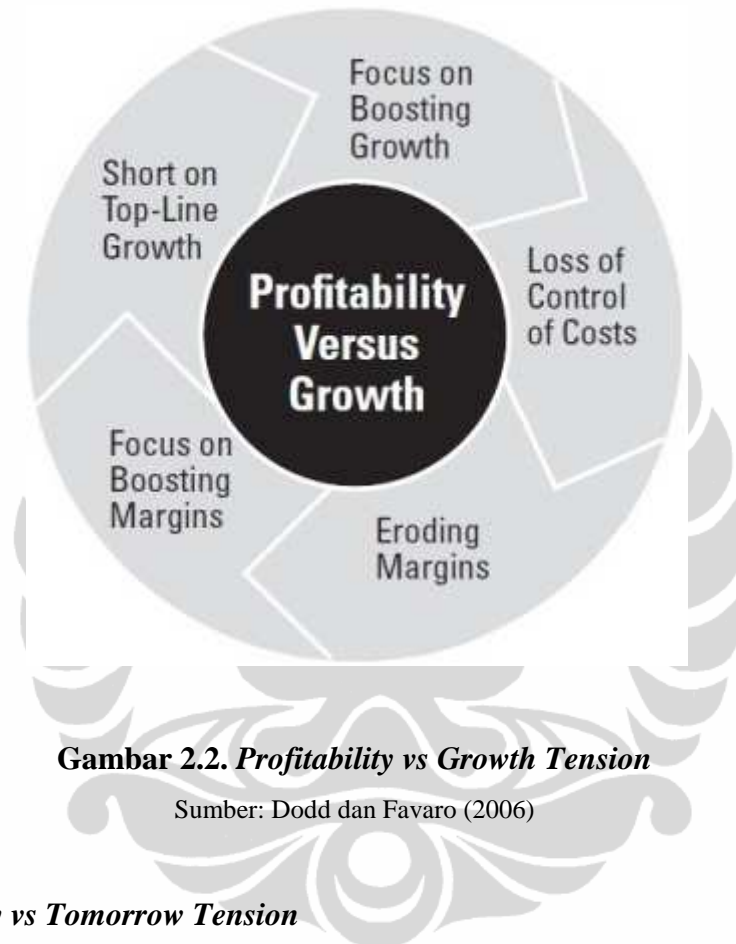 Focus on
Boosting
Growth
Short on
Top-Line
Growth
Loss of
Control
of Costs
Profitability
Versus
Growth
Focus on
Boosting
Margins
Eroding
Margins
Gambar 2.2. Profitability vs Growth Tension
Sumber: Dodd dan Favaro (2006)
vs Tomorrow Tension